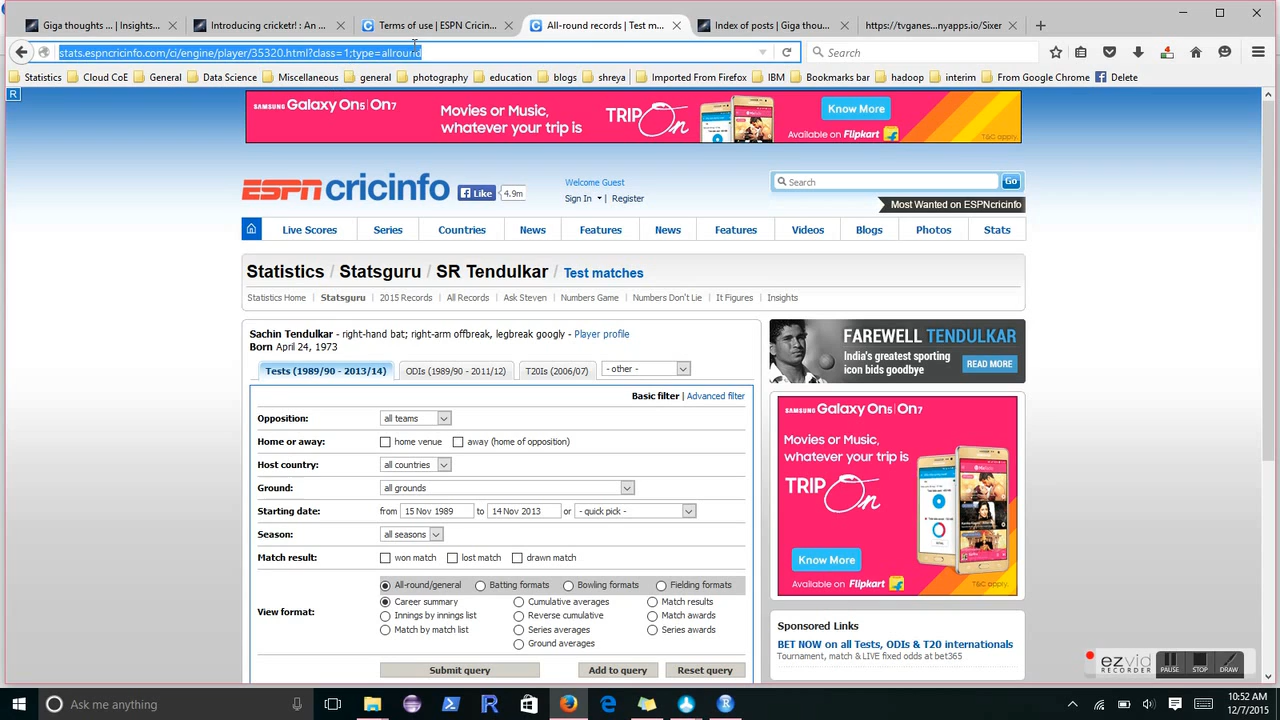 Giga thoughts ... | Insights...
Introducing cricketr! : An ...
Terms of use | ESPN Cricin...
All-round records | Test m...
Index of posts | Giga thou...
https://tvganes...nyapps.io/Sixer
stats.espncricinfo.com/ci/engine/player/35320.html?class=1;type=allround
Search
Statistics
Cloud CoE
General
Data Science
general
photography
education
blogs
shreya
Imported From Firefox
IBM
Bookmarks bar
hadoop
interim
From Google Chrome
Delete
R
SAMSUNG Galaxy On5|On7
Movies or Music,
whatever your trip is
TRIP On
Know More
Available on Flipkart
T&C apply.
ESPN cricinfo
Like
4.9m
Welcome Guest
Sign In | Register
Search
Go
Most Wanted on ESPNcricinfo
Live Scores
Series
Countries
News
Features
News
Features
Videos
Blogs
Photos
Stats
Statistics / Statsguru / SR Tendulkar / Test matches
Statistics Home | Statsguru | 2015 Records | All Records | Ask Steven | Numbers Game | Numbers Don't Lie | It Figures | Insights
Sachin Tendulkar - right-hand bat; right-arm offbreak, legbreak googly - Player profile
Born April 24, 1973
Tests (1989/90 - 2013/14)
ODIs (1989/90 - 2011/12)
T20Is (2006/07)
- other -
Basic filter | Advanced filter
Opposition: all teams
Home or away: home venue away (home of opposition)
Host country: all countries
Ground: all grounds
Starting date: from 15 Nov 1989 to 14 Nov 2013 or - quick pick -
Season: all seasons
Match result: won match lost match drawn match
All-round/general Batting formats Bowling formats Fielding formats
View format:
Career summary Cumulative averages Match results
Innings by innings list Reverse cumulative Match awards
Match by match list Series averages Series awards
Ground averages
Submit query
Add to query
Reset query
FAREWELL TENDULKAR
India's greatest sporting
icon bids goodbye
READ MORE
SAMSUNG Galaxy On5|On7
Movies or Music,
whatever your trip is
TRIP On
Know More
Available on Flipkart
T&C apply.
Sponsored Links
BET NOW on all Tests, ODIs & T20 internationals
Tournament, match & LIVE fixed odds at bet365
ezvid
RECORDER
PAUSE
STOP
DRAW
Ask me anything
10:52 AM
12/7/2015